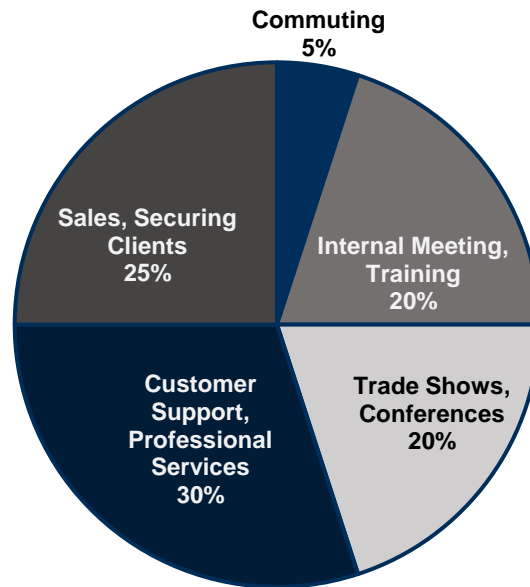 Commuting
5%
Internal Meeting,
Training
20%
Trade Shows,
Conferences
20%
Customer
Support,
Professional
Services
30%
Sales, Securing
Clients
25%